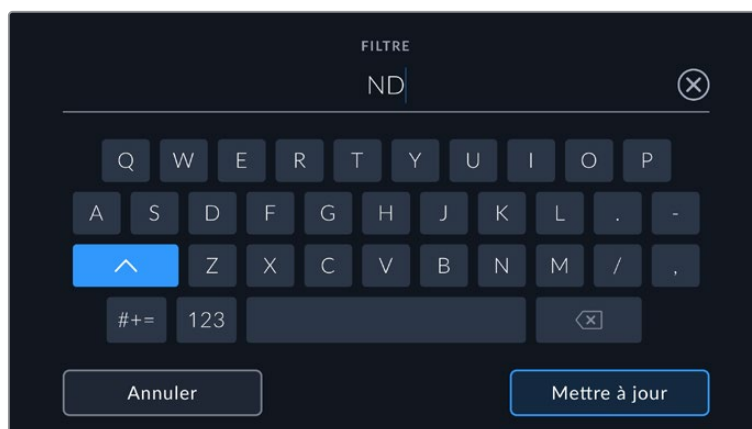 FILTRE
ND
Q W E R T Y U I O P
A S D F G H J K L . -
Z X C V B N M / ,
#+= 123
Annuler Mettre à jour